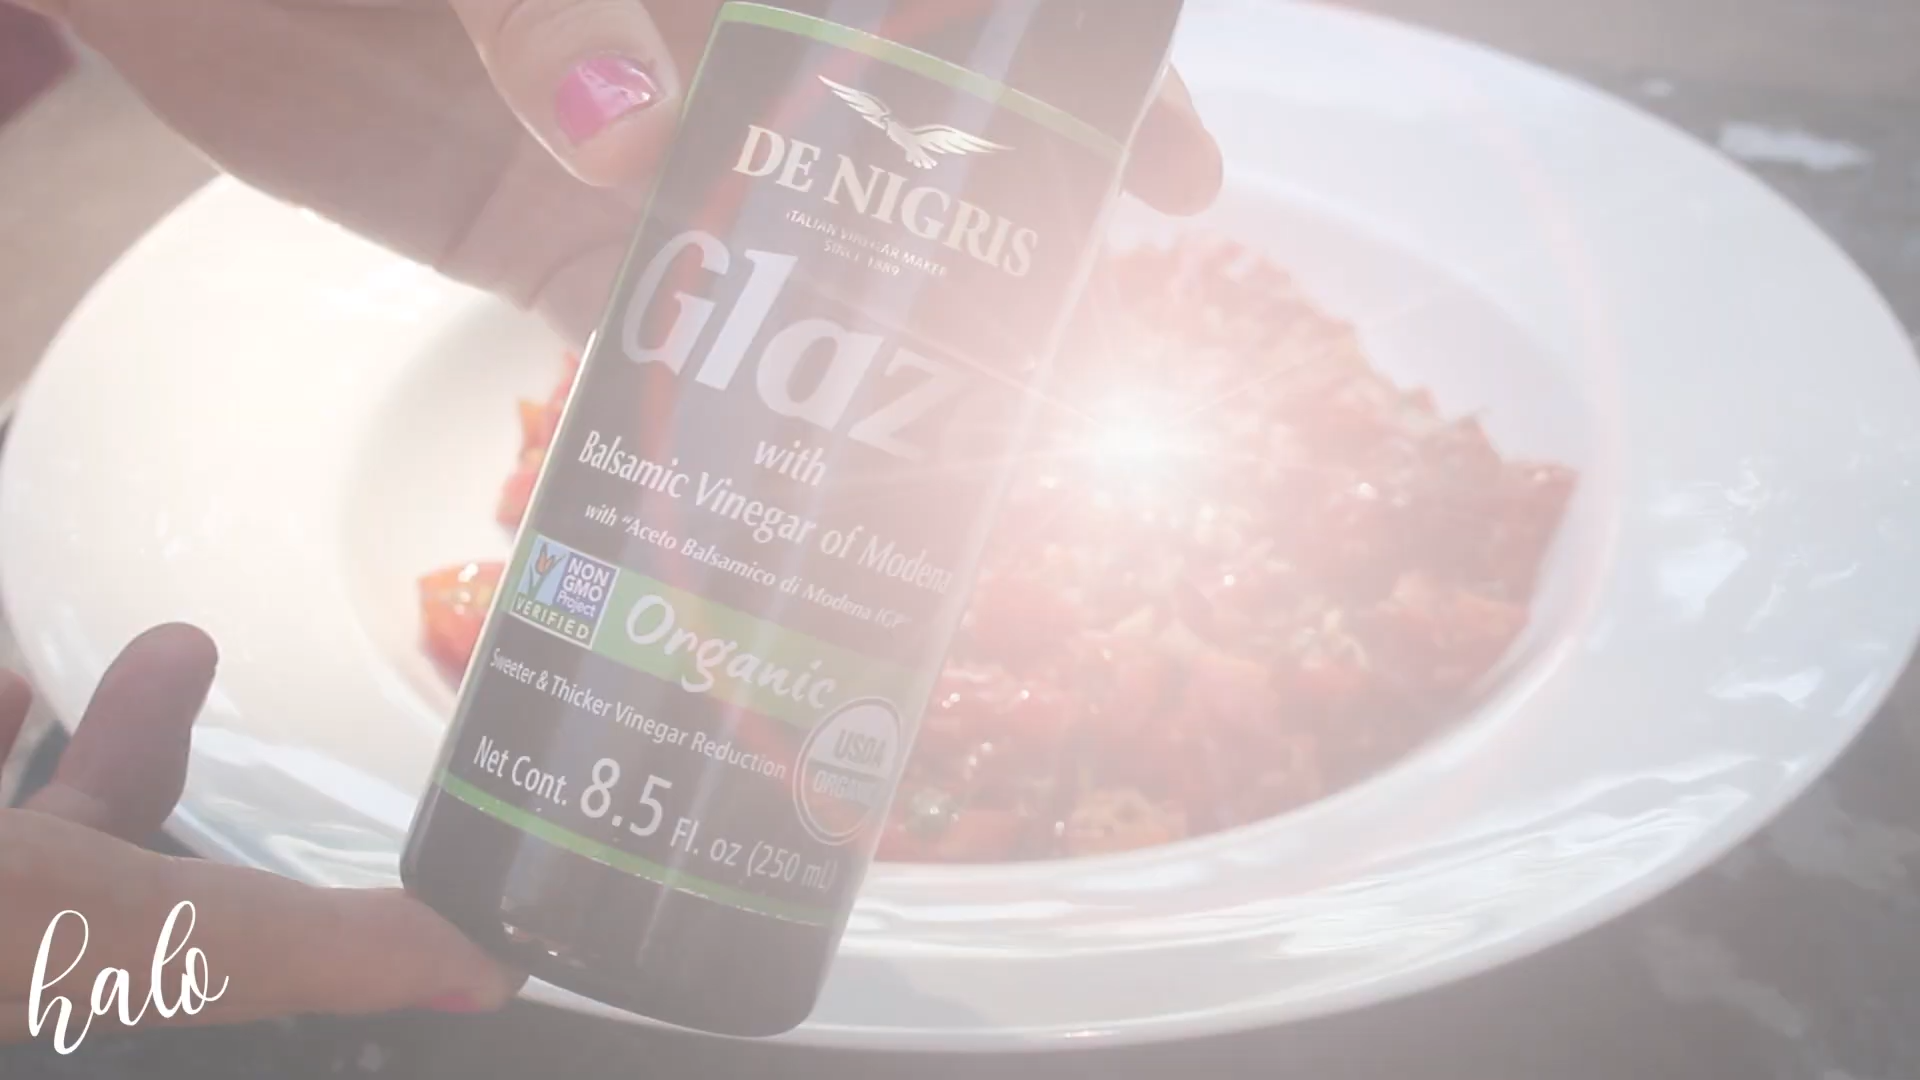 DE NIGRIS
ITALIAN VINEGAR MAKER
SINCE 1889
Glaz
with
Balsamic Vinegar of Modena
with "Aceto Balsamico di Modena IGP"
NON
GMO
Project
VERIFIED
Organic
Sweeter & Thicker Vinegar Reduction
USDA
ORGANIC
Net Cont. 8.5 Fl. oz (250 mL)
halo